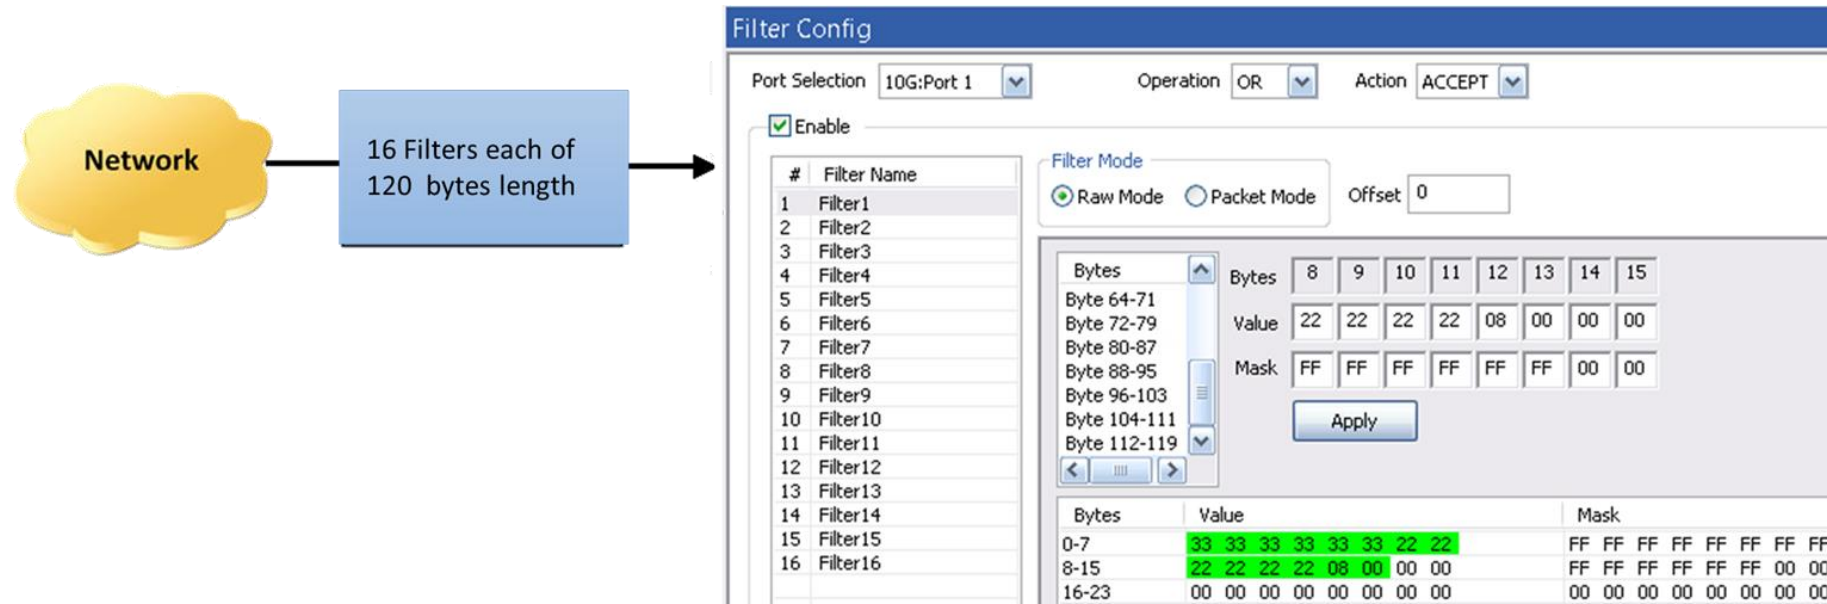 Network
16 Filters each of
120 bytes length
Filter Config
Port Selection 10G:Port 1 Operation OR Action ACCEPT
Enable
# Filter Name
1 Filter1
2 Filter2
3 Filter3
4 Filter4
5 Filter5
6 Filter6
7 Filter7
8 Filter8
9 Filter9
10 Filter10
11 Filter11
12 Filter12
13 Filter13
14 Filter14
15 Filter15
16 Filter16
Filter Mode
Raw Mode Packet Mode Offset 0
Bytes
Byte 64-71
Byte 72-79
Byte 80-87
Byte 88-95
Byte 96-103
Byte 104-111
Byte 112-119
Bytes 8 9 10 11 12 13 14 15
Value 22 22 22 22 08 00 00 00
Mask FF FF FF FF FF FF 00 00
Apply
Bytes Value Mask
0-7 33 33 33 33 33 33 22 22 FF FF FF FF FF FF FF FF
8-15 22 22 22 22 08 00 00 00 FF FF FF FF FF FF 00 00
16-23 00 00 00 00 00 00 00 00 00 00 00 00 00 00 00 00